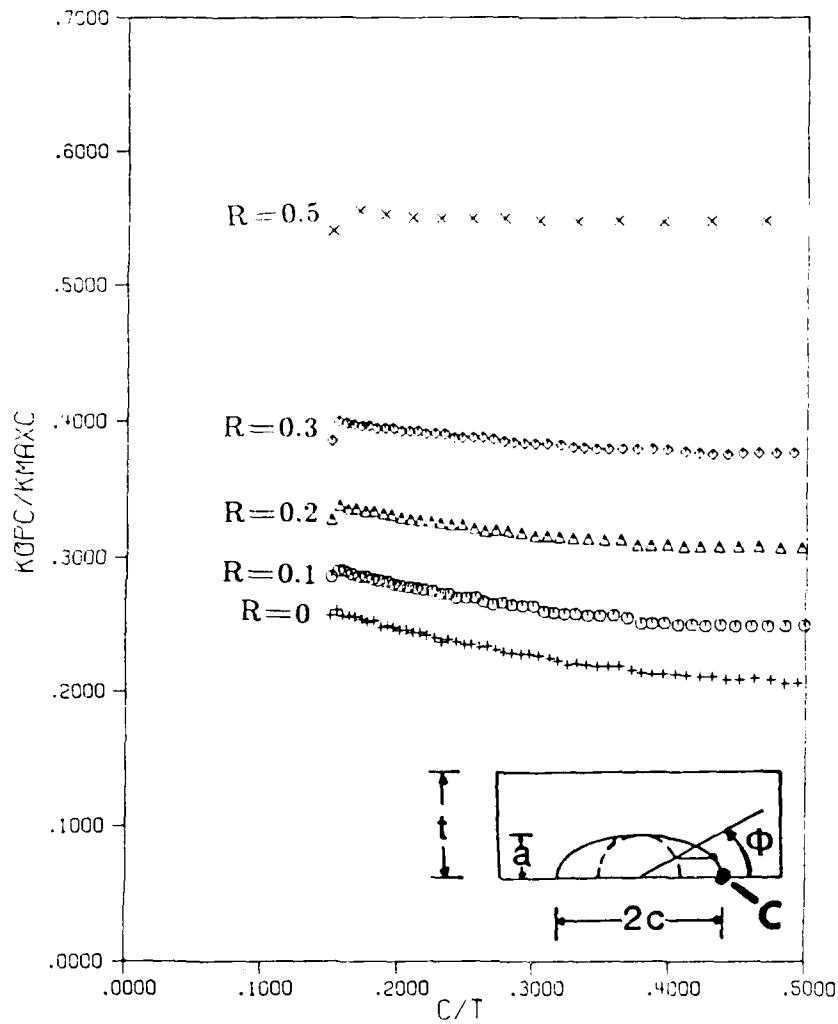 .7000
.6000
R=0.5
.5000
.4000
R=0.3
KOPC/KMAXC
R=0.2
.3000
R=0.1
R=0
.2000
.1000
t
a
Φ
C
2c
.0000
.0000 .1000 .2000 .3000 .4000 .5000
C/T